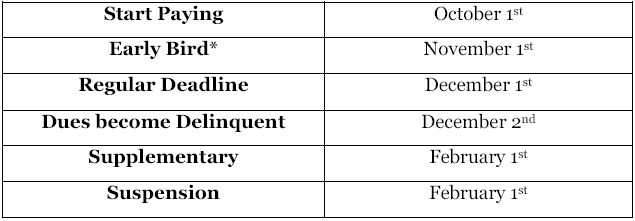 Start Paying October 1st
Early Bird* November 1st
Regular Deadline December 1st
Dues become Delinquent December 2nd
Supplementary February 1st
Suspension February 1st